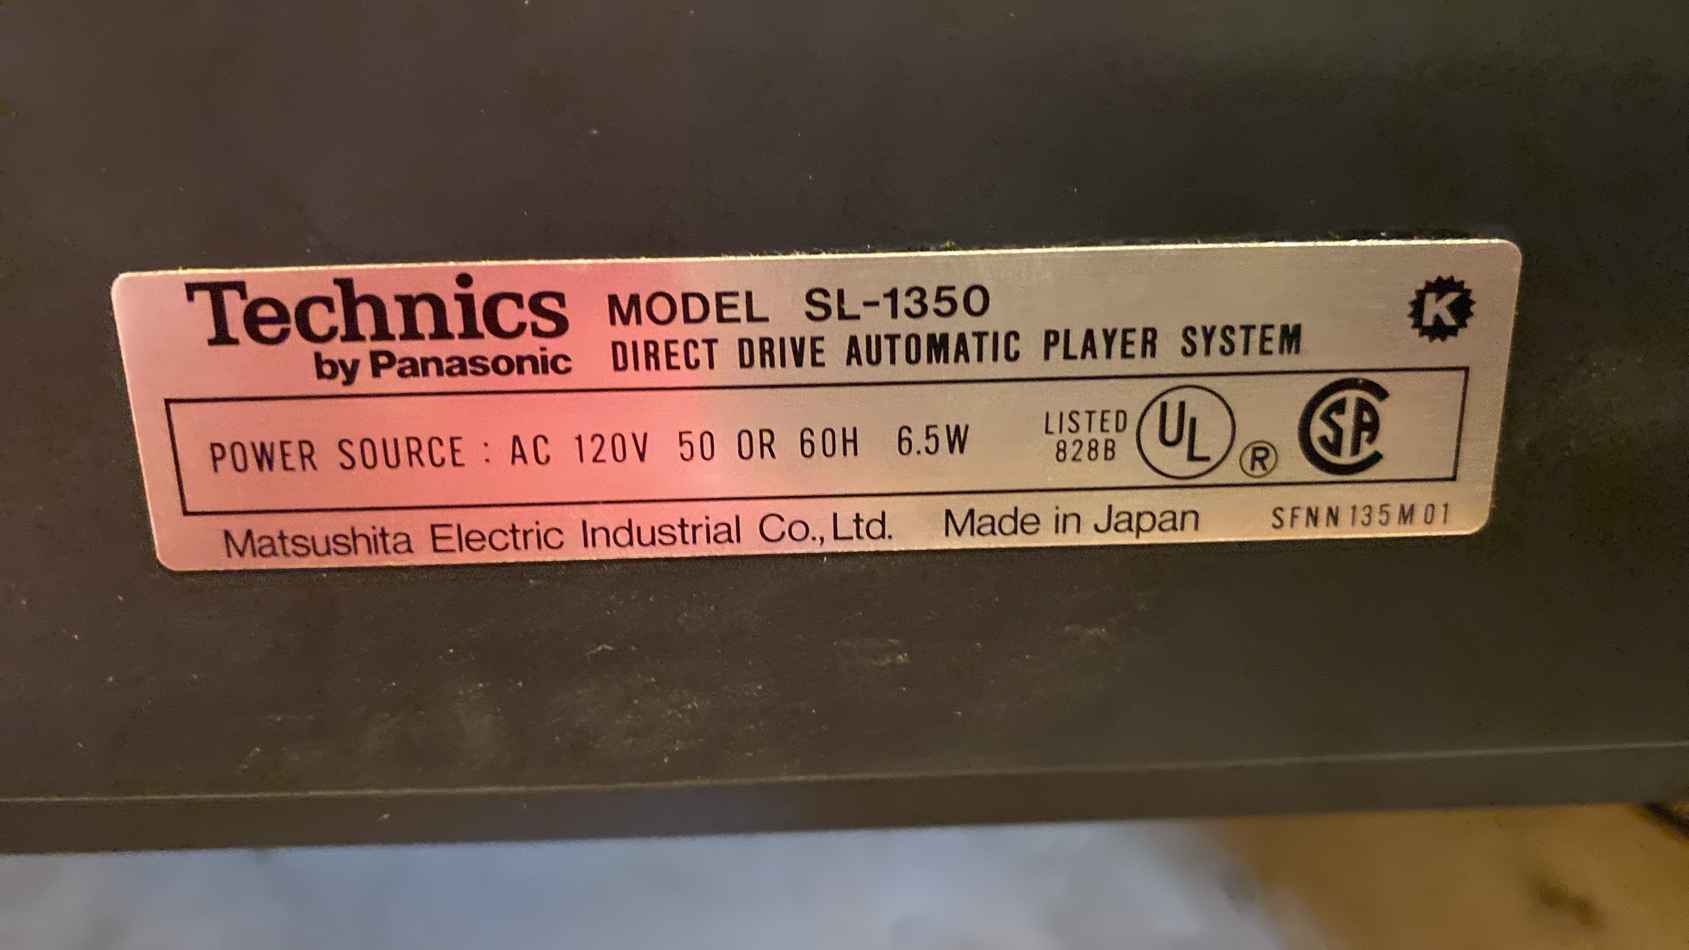 Technics MODEL SL-1350
by Panasonic DIRECT DRIVE AUTOMATIC PLAYER SYSTEM
K
POWER SOURCE : AC 120V 50 OR 60H 6.5W
LISTED
828B
UL ® SA
Matsushita Electric Industrial Co., Ltd. Made in Japan SFNN135M01